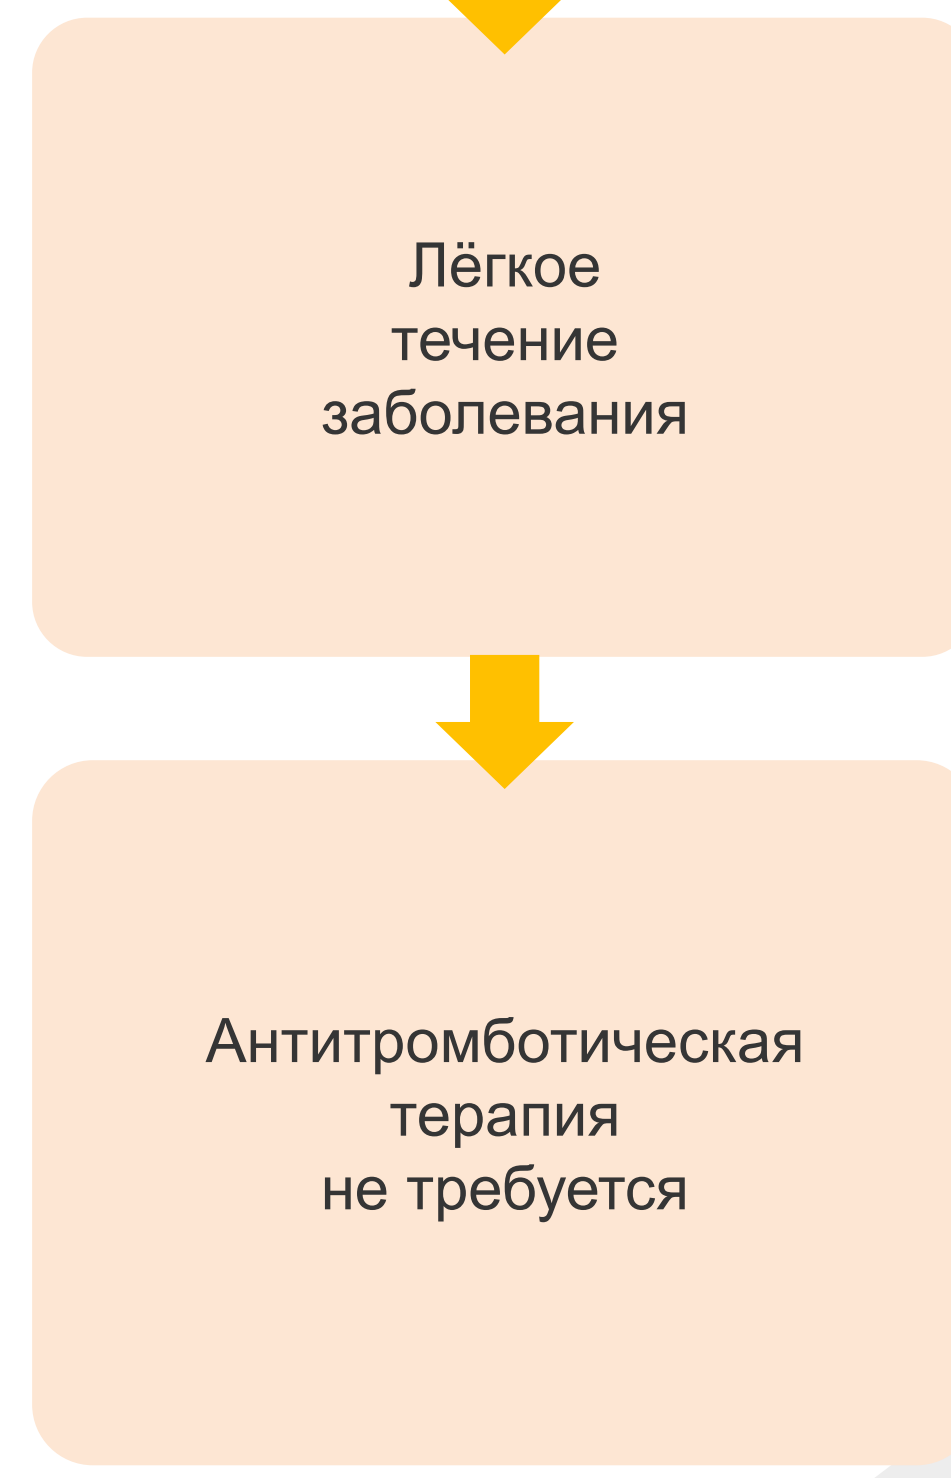 Лёгкое
течение
заболевания
Антитромботическая
терапия
не требуется